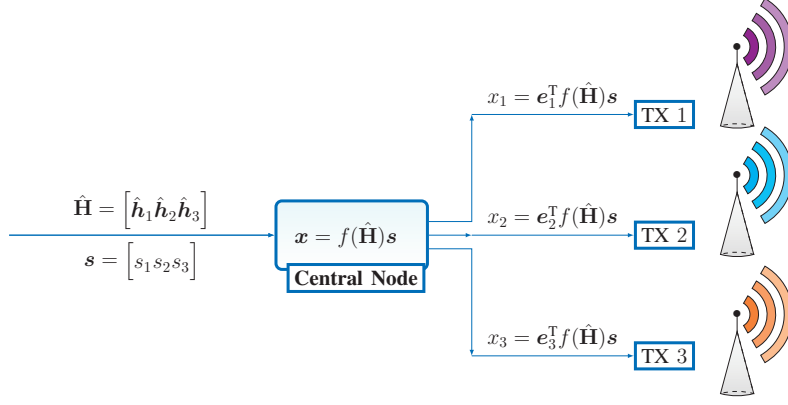 Ĥ = [ĥ₁ĥ₂ĥ₃]
s = [s₁s₂s₃]
x = f(Ĥ)s
Central Node
x₁ = e₁ᵀf(Ĥ)s
TX 1
x₂ = e₂ᵀf(Ĥ)s
TX 2
x₃ = e₃ᵀf(Ĥ)s
TX 3